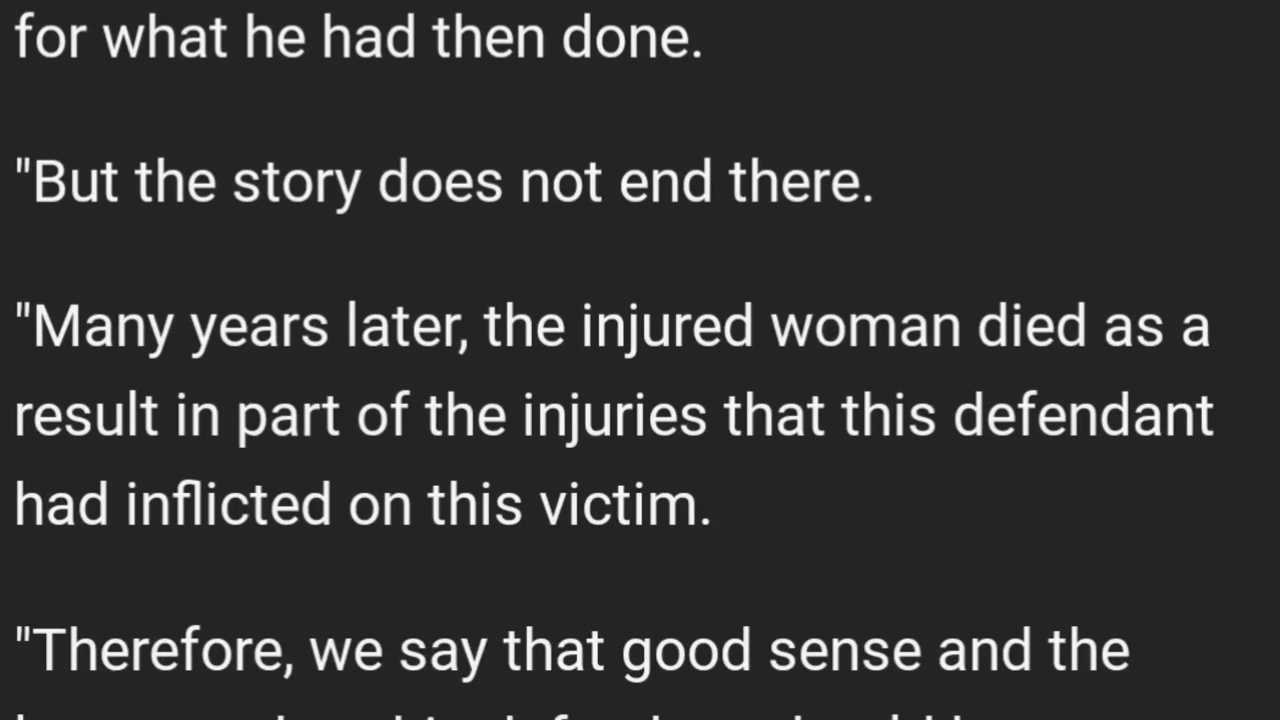 for what he had then done.
"But the story does not end there.
"Many years later, the injured woman died as a
result in part of the injuries that this defendant
had inflicted on this victim.
"Therefore, we say that good sense and the